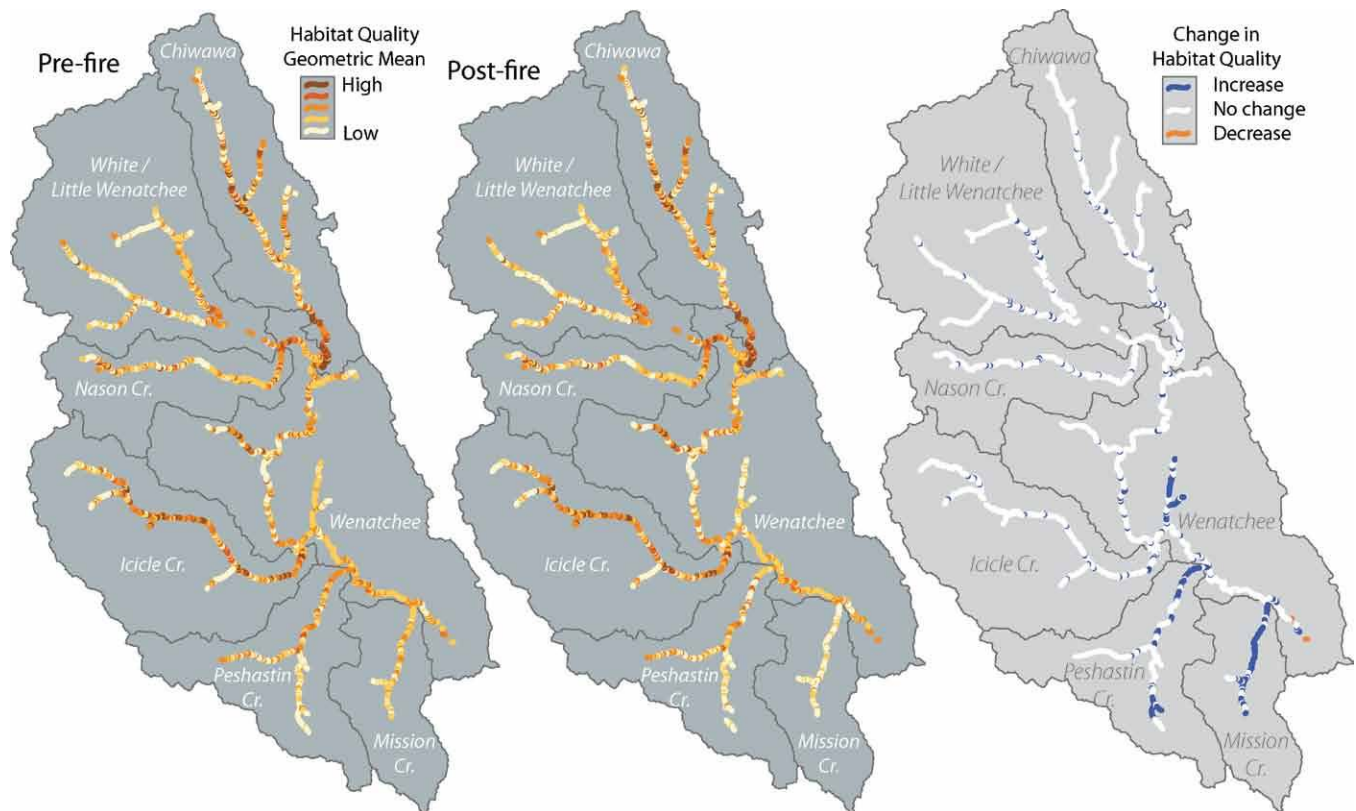 Pre-fire
Habitat Quality
Geometric Mean
High
Low
Chiwawa
White /
Little Wenatchee
Nason Cr.
Icicle Cr.
Wenatchee
Peshastin
Cr.
Mission
Cr.
Post-fire
Chiwawa
White /
Little Wenatchee
Nason Cr.
Icicle Cr.
Wenatchee
Peshastin
Cr.
Mission
Cr.
Change in
Habitat Quality
Increase
No change
Decrease
Chiwawa
White /
Little Wenatchee
Nason Cr.
Icicle Cr.
Wenatchee
Peshastin
Cr.
Mission
Cr.